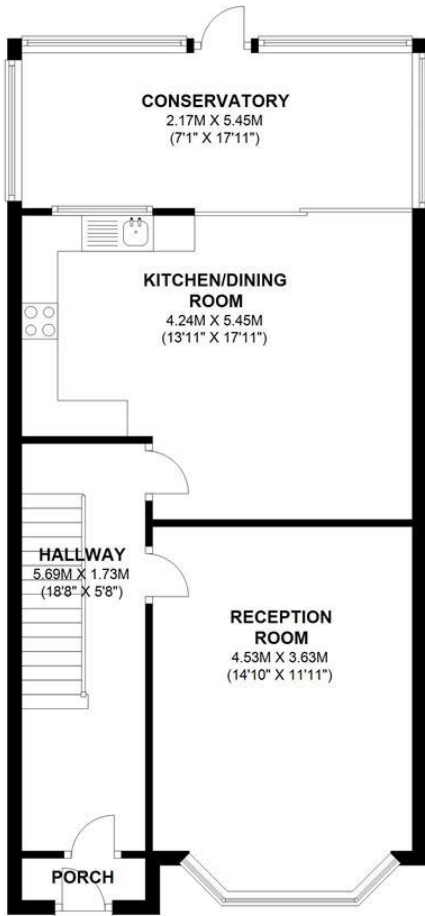 CONSERVATORY
2.17M X 5.45M
(7'1" X 17'11")
KITCHEN/DINING
ROOM
4.24M X 5.45M
(13'11" X 17'11")
HALLWAY
5.69M X 1.73M
(18'8" X 5'8")
RECEPTION
ROOM
4.53M X 3.63M
(14'10" X 11'11")
PORCH